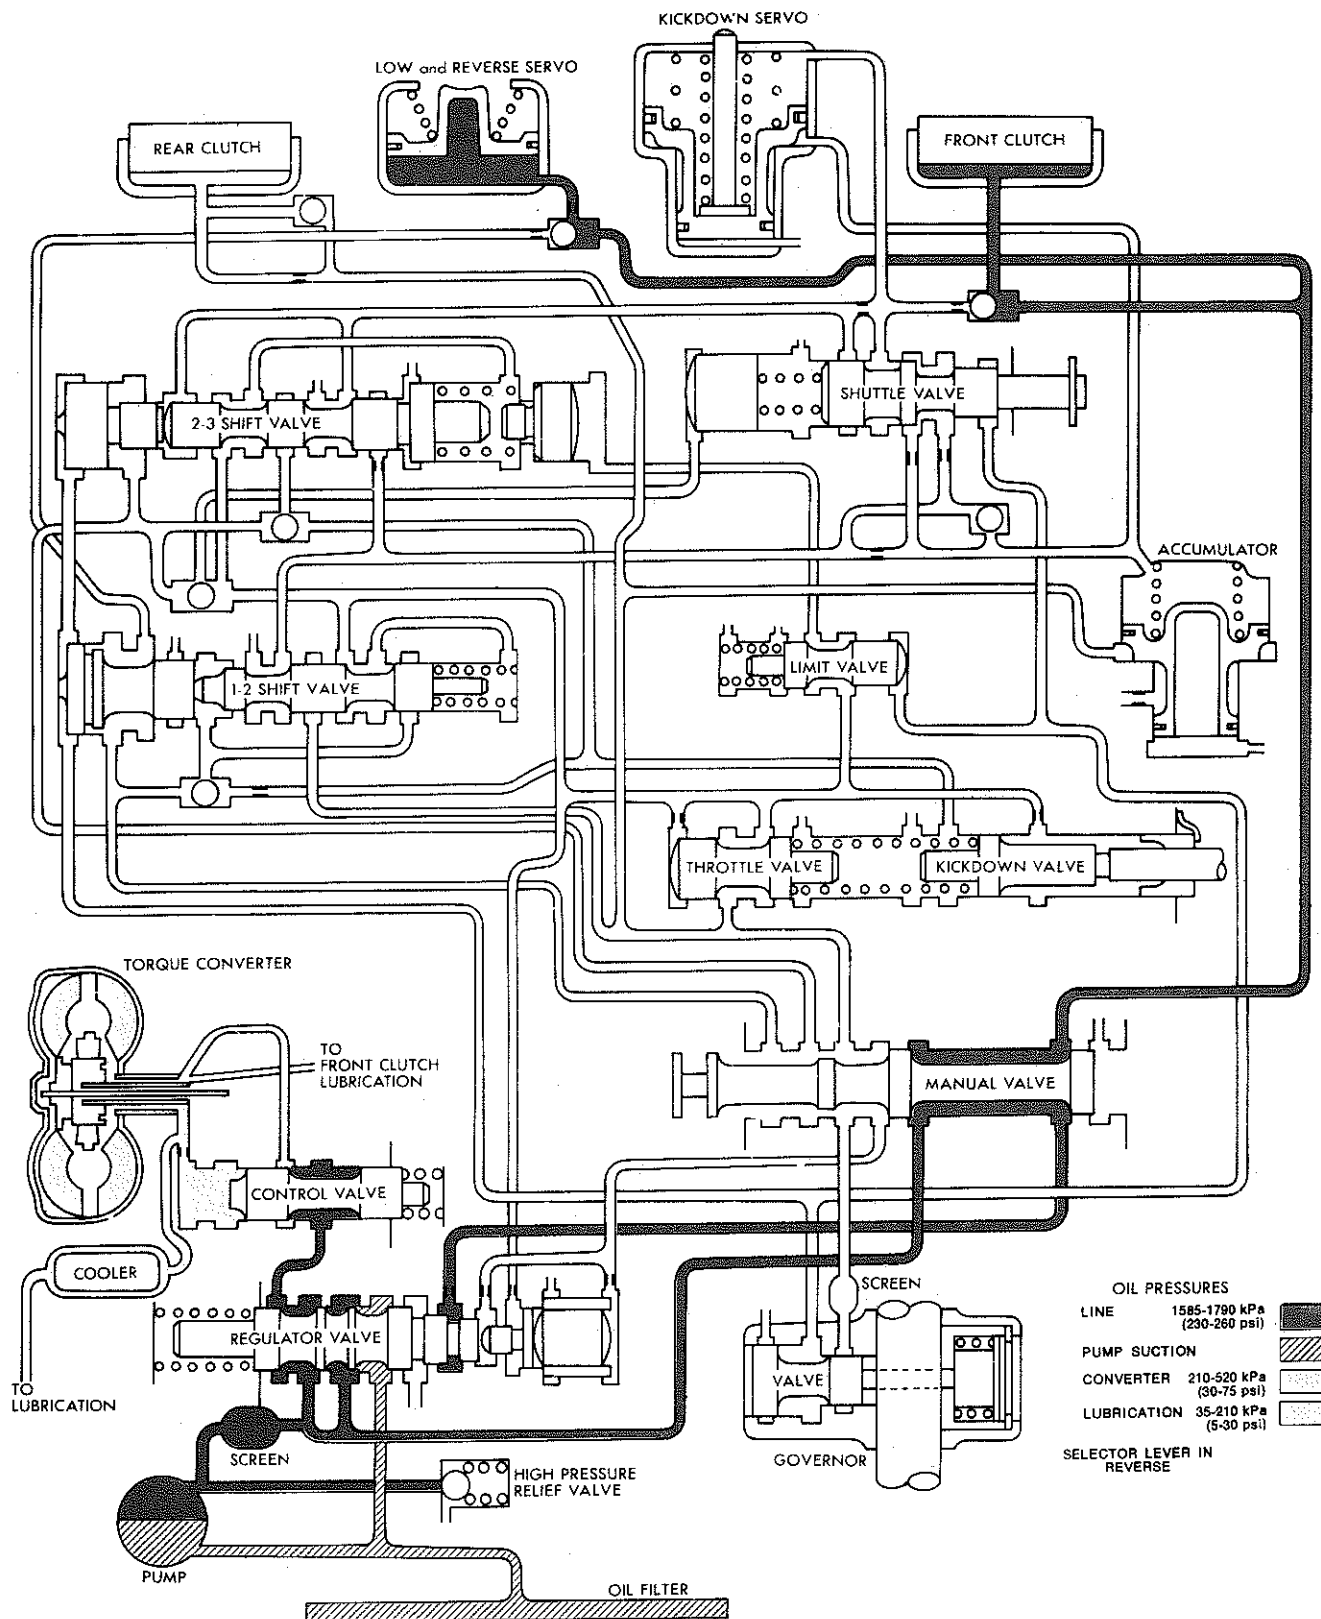 KICKDOWN SERVO
LOW and REVERSE SERVO
REAR CLUTCH
FRONT CLUTCH
2-3 SHIFT VALVE
SHUTTLE VALVE
ACCUMULATOR
1-2 SHIFT VALVE
LIMIT VALVE
THROTTLE VALVE
KICKDOWN VALVE
TORQUE CONVERTER
TO
FRONT CLUTCH
LUBRICATION
MANUAL VALVE
CONTROL VALVE
COOLER
SCREEN
REGULATOR VALVE
TO
LUBRICATION
VALVE
GOVERNOR
SCREEN
HIGH PRESSURE
RELIEF VALVE
PUMP
OIL FILTER
OIL PRESSURES
LINE 1585-1790 kPa
(230-260 psi)
PUMP SUCTION
CONVERTER 210-520 kPa
(30-75 psi)
LUBRICATION 35-210 kPa
(5-30 psi)
SELECTOR LEVER IN
REVERSE